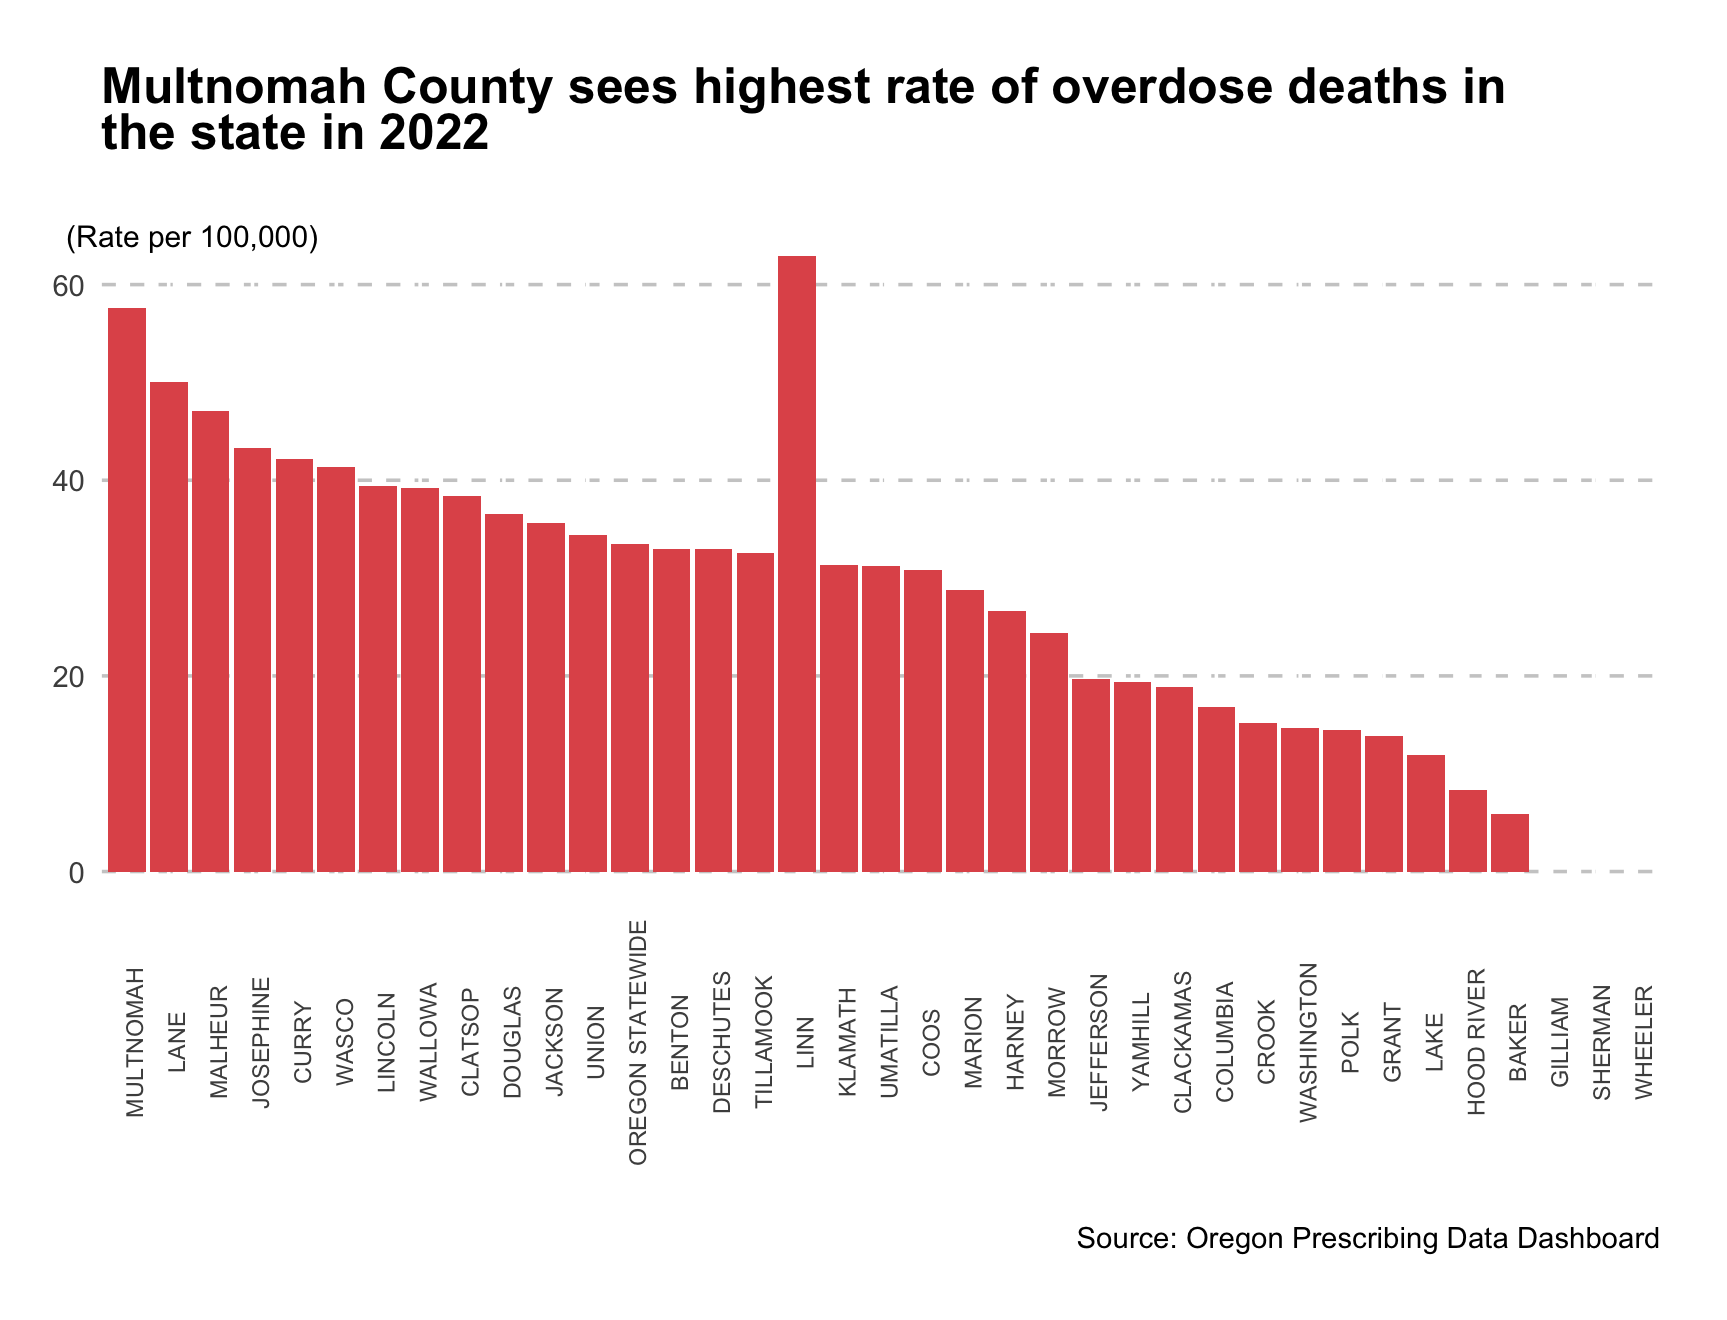 Multnomah County sees highest rate of overdose deaths in
the state in 2022
(Rate per 100,000)
60
40
20
0
MULTNOMAH
LANE
MALHEUR
JOSEPHINE
CURRY
WASCO
LINCOLN
WALLOWA
CLATSOP
DOUGLAS
JACKSON
UNION
OREGON STATEWIDE
BENTON
DESCHUTES
TILLAMOOK
LINN
KLAMATH
UMATILLA
COOS
MARION
HARNEY
MORROW
JEFFERSON
YAMHILL
CLACKAMAS
COLUMBIA
CROOK
WASHINGTON
POLK
GRANT
LAKE
HOOD RIVER
BAKER
GILLIAM
SHERMAN
WHEELER
Source: Oregon Prescribing Data Dashboard